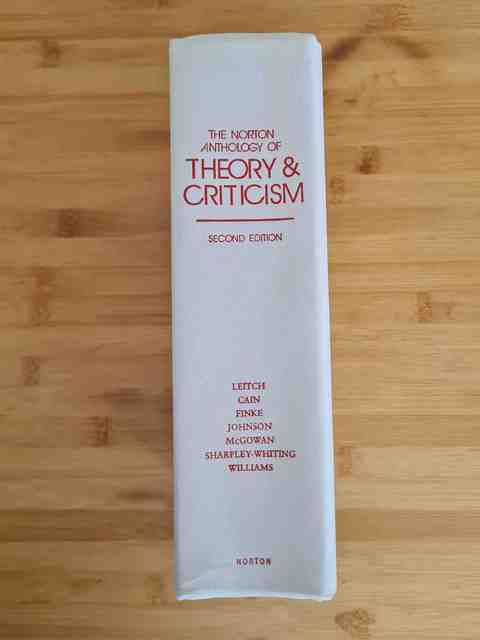 THE NORTON
ANTHOLOGY OF
THEORY &
CRITICISM
SECOND EDITION
LEITCH
CAIN
FINKE
JOHNSON
McGOWAN
SHARPLEY-WHITING
WILLIAMS
NORTON